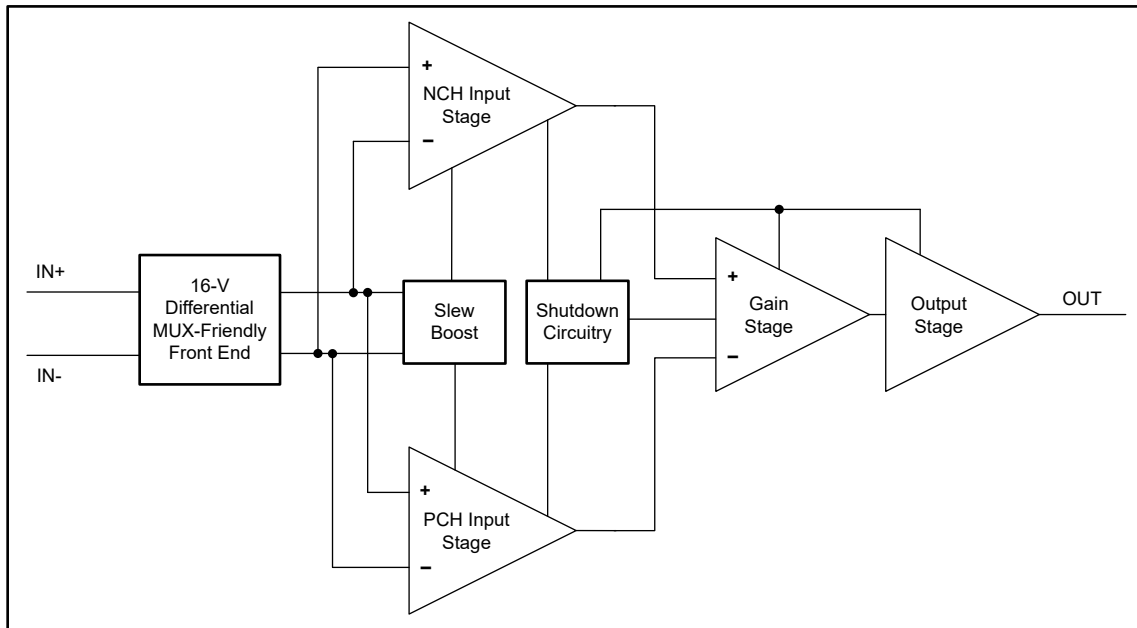 +
NCH Input
Stage
−
IN+
16-V
Differential
MUX-Friendly
Front End
IN-
Slew
Boost
Shutdown
Circuitry
+
Gain
Stage
−
Output
Stage
OUT
+
PCH Input
Stage
−